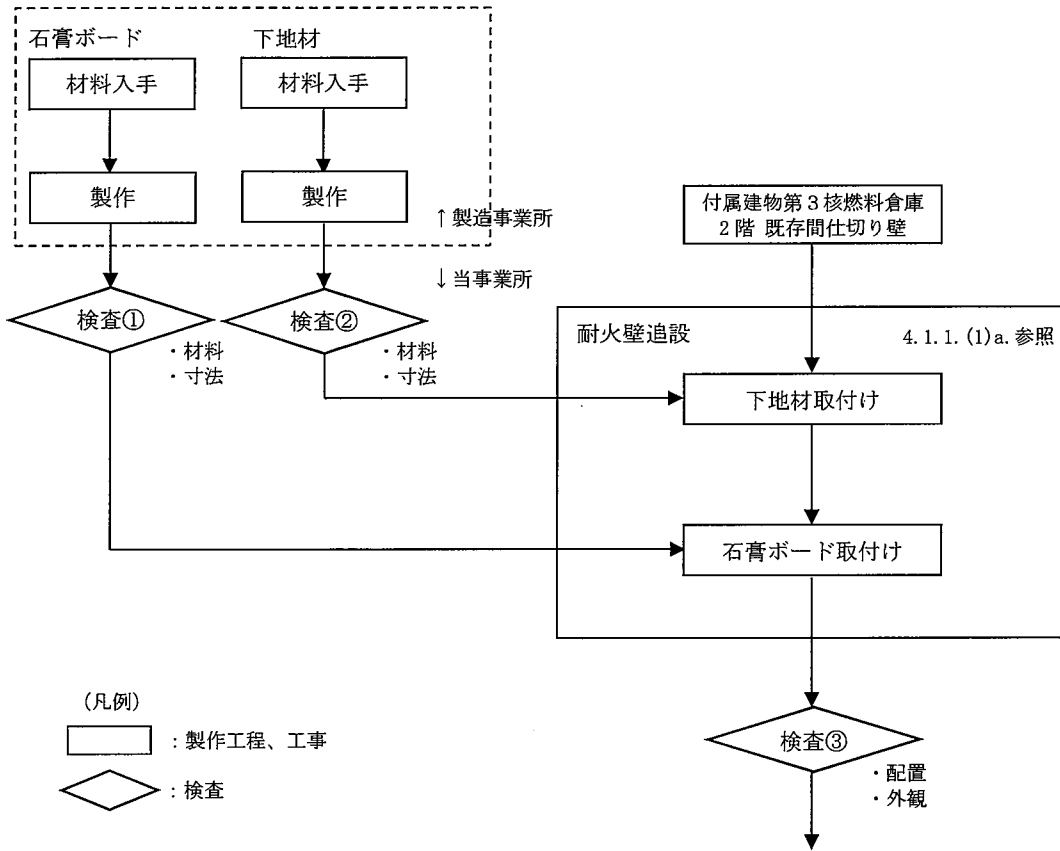 石膏ボード
下地材
材料入手
材料入手
製作
製作
↑製造事業所
↓当事業所
検査①
・材料
・寸法
検査②
・材料
・寸法
付属建物第3核燃料倉庫
2階 既存間仕切り壁
耐火壁追設
4.1.1.(1)a.参照
下地材取付け
石膏ボード取付け
検査③
・配置
・外観
(凡例)
:製作工程、工事
:検査